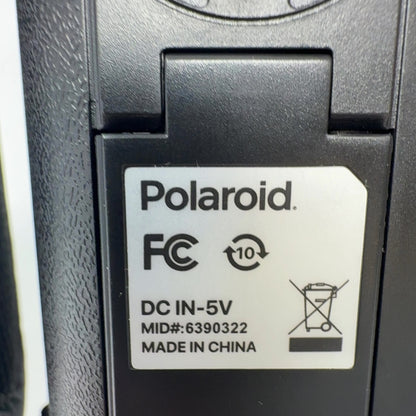 Polaroid.
FC
10
DC IN-5V
MID#:6390322
MADE IN CHINA